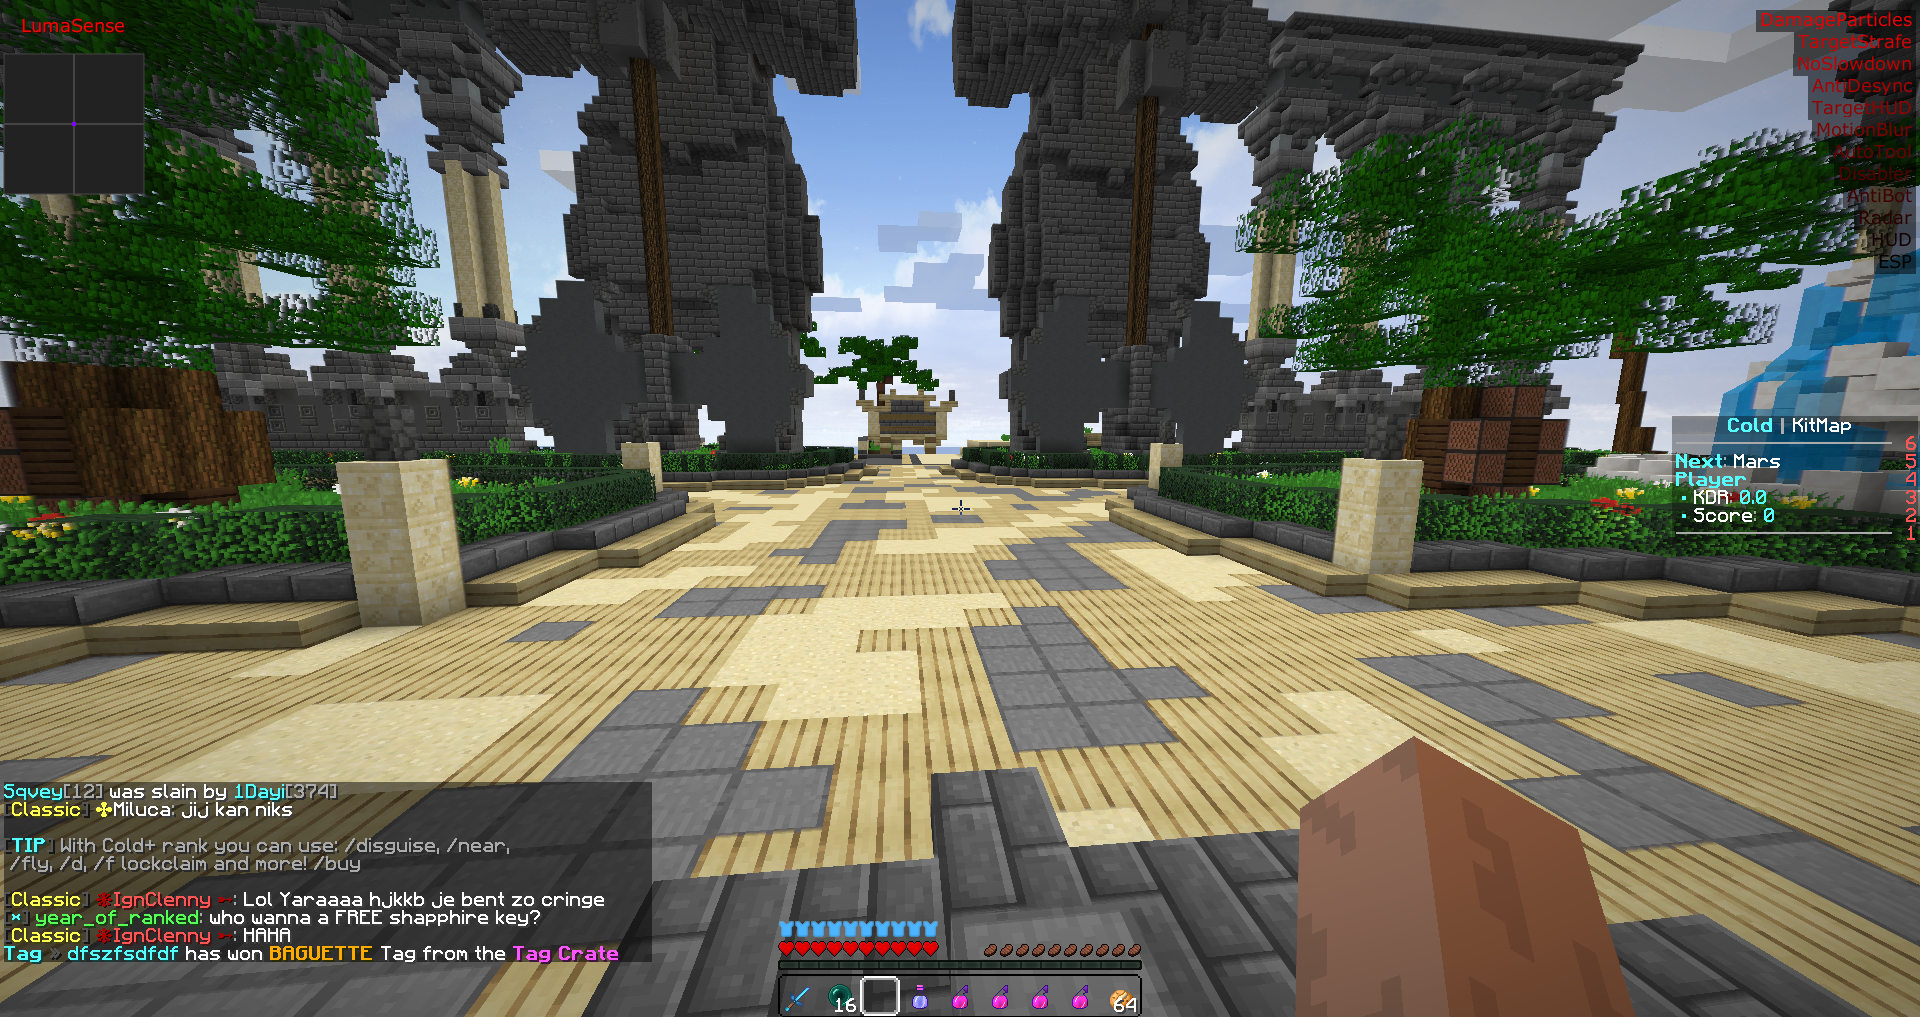 LumaSense
DamageParticles
TargetStrafe
NoSlowdown
AntiDesync
TargetHUD
MotionBlur
AutoTool
Disabler
AntiBot
Radar
HUD
ESP
Cold | KitMap
6
Next: Mars
5
Player
4
▪ KDR: 0.0
3
▪ Score: 0
2
1
Sqvey[12] was slain by 1Dayi[374]
[Classic] ✤Miluca: jij kan niks
[TIP] With Cold+ rank you can use: /disguise, /near,
/fly, /d, /f lockclaim and more! /buy
[Classic] IgnClenny : Lol Yaraaaa hjkkb je bent zo cringe
[×] year_of_ranked: who wanna a FREE shapphire key?
[Classic] IgnClenny : HAHA
Tag » dfszfsdfdf has won BAGUETTE Tag from the Tag Crate
16
64